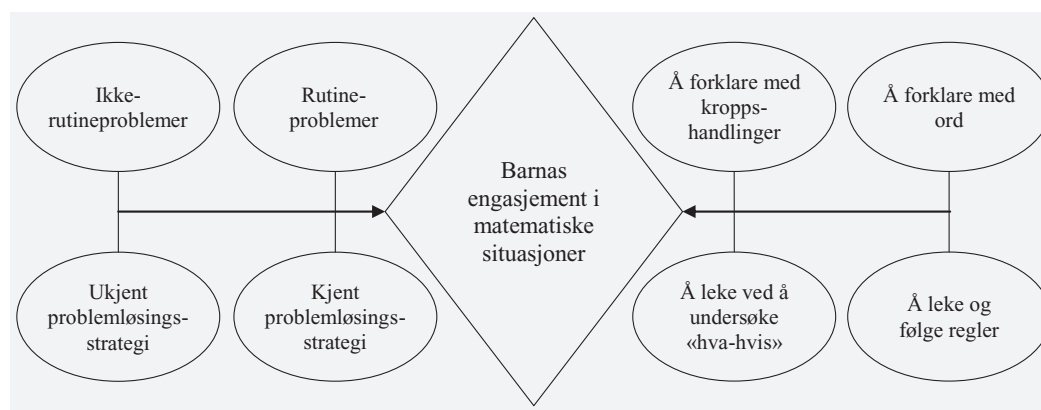 Ikke-
rutineproblemer
Rutine-
problemer
Å forklare med
kropps-
handlinger
Å forklare med
ord
Barnas
engasjement i
matematiske
situasjoner
Ukjent
problemløsings-
strategi
Kjent
problemløsings-
strategi
Å leke ved å
undersøke
«hva-hvis»
Å leke og
følge regler